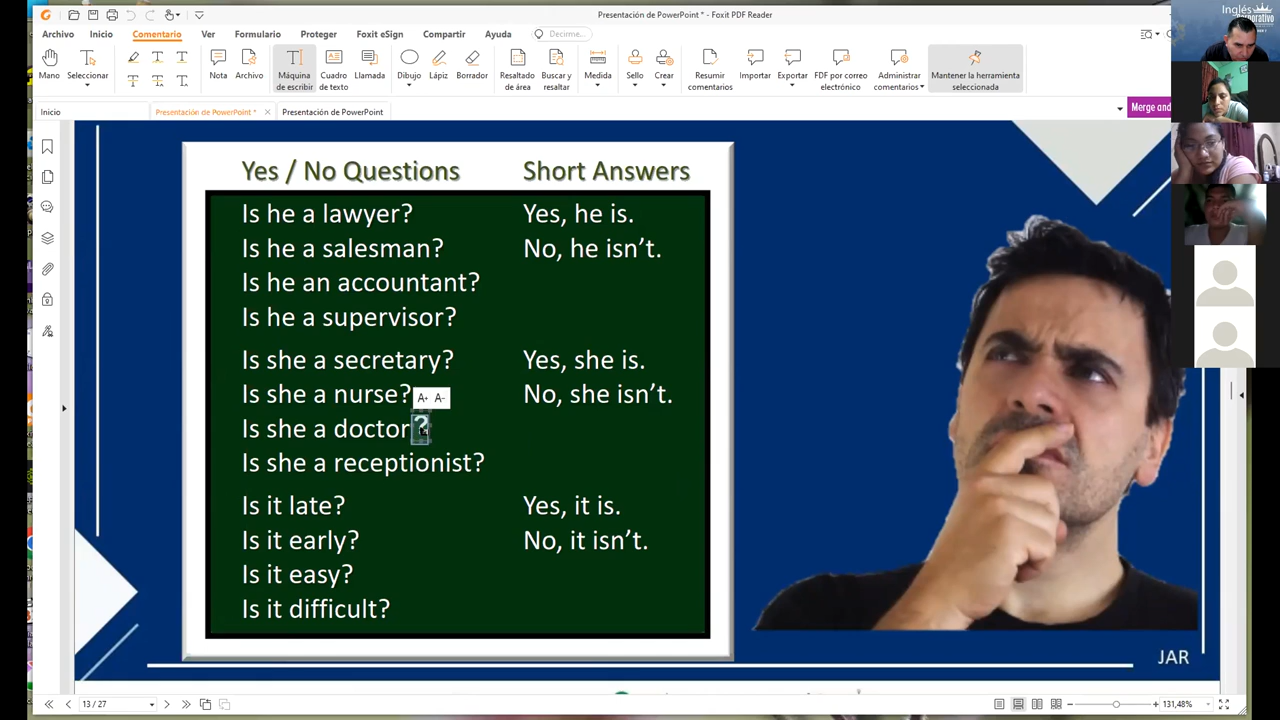 Presentación de PowerPoint * - Foxit PDF Reader
Archivo Inicio Comentario Ver Formulario Proteger Foxit eSign Compartir Ayuda Decirme...
Mano Seleccionar Nota Archivo Máquina de escribir Cuadro de texto Llamada Dibujo Lápiz Borrador Resaltado de área Buscar y resaltar Medida Sello Crear Resumir comentarios Importar Exportar FDF por correo electrónico Administrar comentarios Mantener la herramienta seleccionada
Inicio Presentación de PowerPoint * Presentación de PowerPoint Merge and
Inglés
Corporativo
Yes / No Questions Short Answers
Is he a lawyer? Yes, he is.
Is he a salesman? No, he isn't.
Is he an accountant?
Is he a supervisor?
Is she a secretary? Yes, she is.
Is she a nurse? A+ A- No, she isn't.
Is she a doctor?
Is she a receptionist?
Is it late? Yes, it is.
Is it early? No, it isn't.
Is it easy?
Is it difficult?
JAR
13 / 27 131,48%